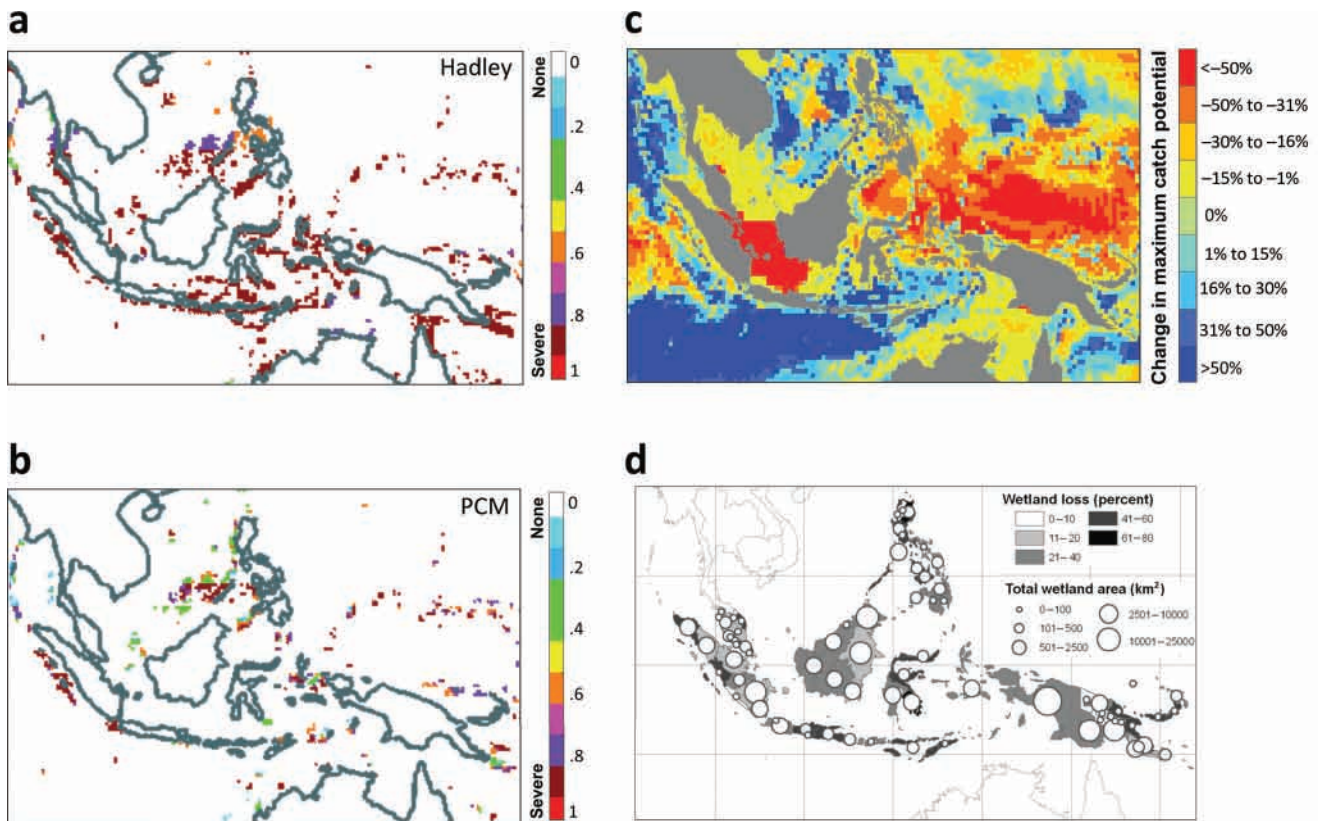 a
Hadley
None
0
.2
.4
.6
.8
1
Severe
c
Change in maximum catch potential
<–50%
–50% to –31%
–30% to –16%
–15% to –1%
0%
1% to 15%
16% to 30%
31% to 50%
>50%
b
PCM
None
0
.2
.4
.6
.8
1
Severe
d
Wetland loss (percent)
0–10
11–20
21–40
41–60
61–80
Total wetland area (km²)
0–100
101–500
501–2500
2501–10000
10001–25000